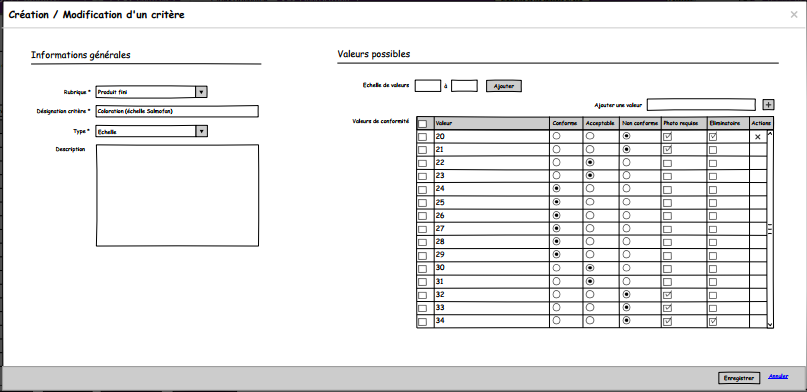 Création / Modification d'un critère
Informations générales
Rubrique * Produit fini
Désignation critère * Coloration (échelle Salmofan)
Type * Echelle
Description
Valeurs possibles
Echelle de valeurs à Ajouter
Ajouter une valeur +
Valeurs de conformité
Valeur Conforme Acceptable Non conforme Photo requise Eliminatoire Actions
20
21
22
23
24
25
26
27
28
29
30
31
32
33
34
Enregistrer Annuler